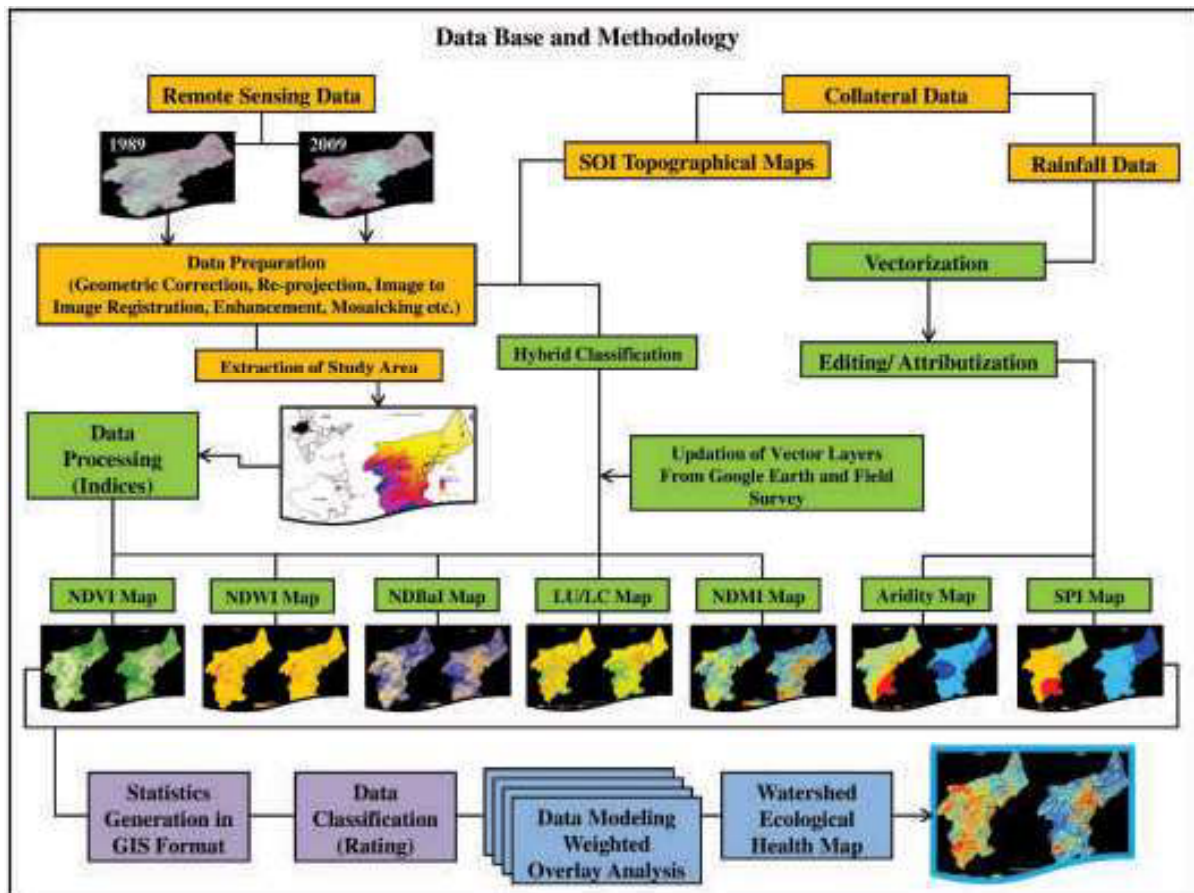 Data Base and Methodology
Remote Sensing Data
Collateral Data
1989
2009
SOI Topographical Maps
Rainfall Data
Data Preparation
(Geometric Correction, Re-projection, Image to
Image Registration, Enhancement, Mosaicking etc.)
Vectorization
Hybrid Classification
Editing/ Attributization
Extraction of Study Area
Data
Processing
(Indices)
Updation of Vector Layers
From Google Earth and Field
Survey
NDVI Map
NDWI Map
NDBaI Map
LU/LC Map
NDMI Map
Aridity Map
SPI Map
Statistics
Generation in
GIS Format
Data
Classification
(Rating)
Data Modeling
Weighted
Overlay Analysis
Watershed
Ecological
Health Map